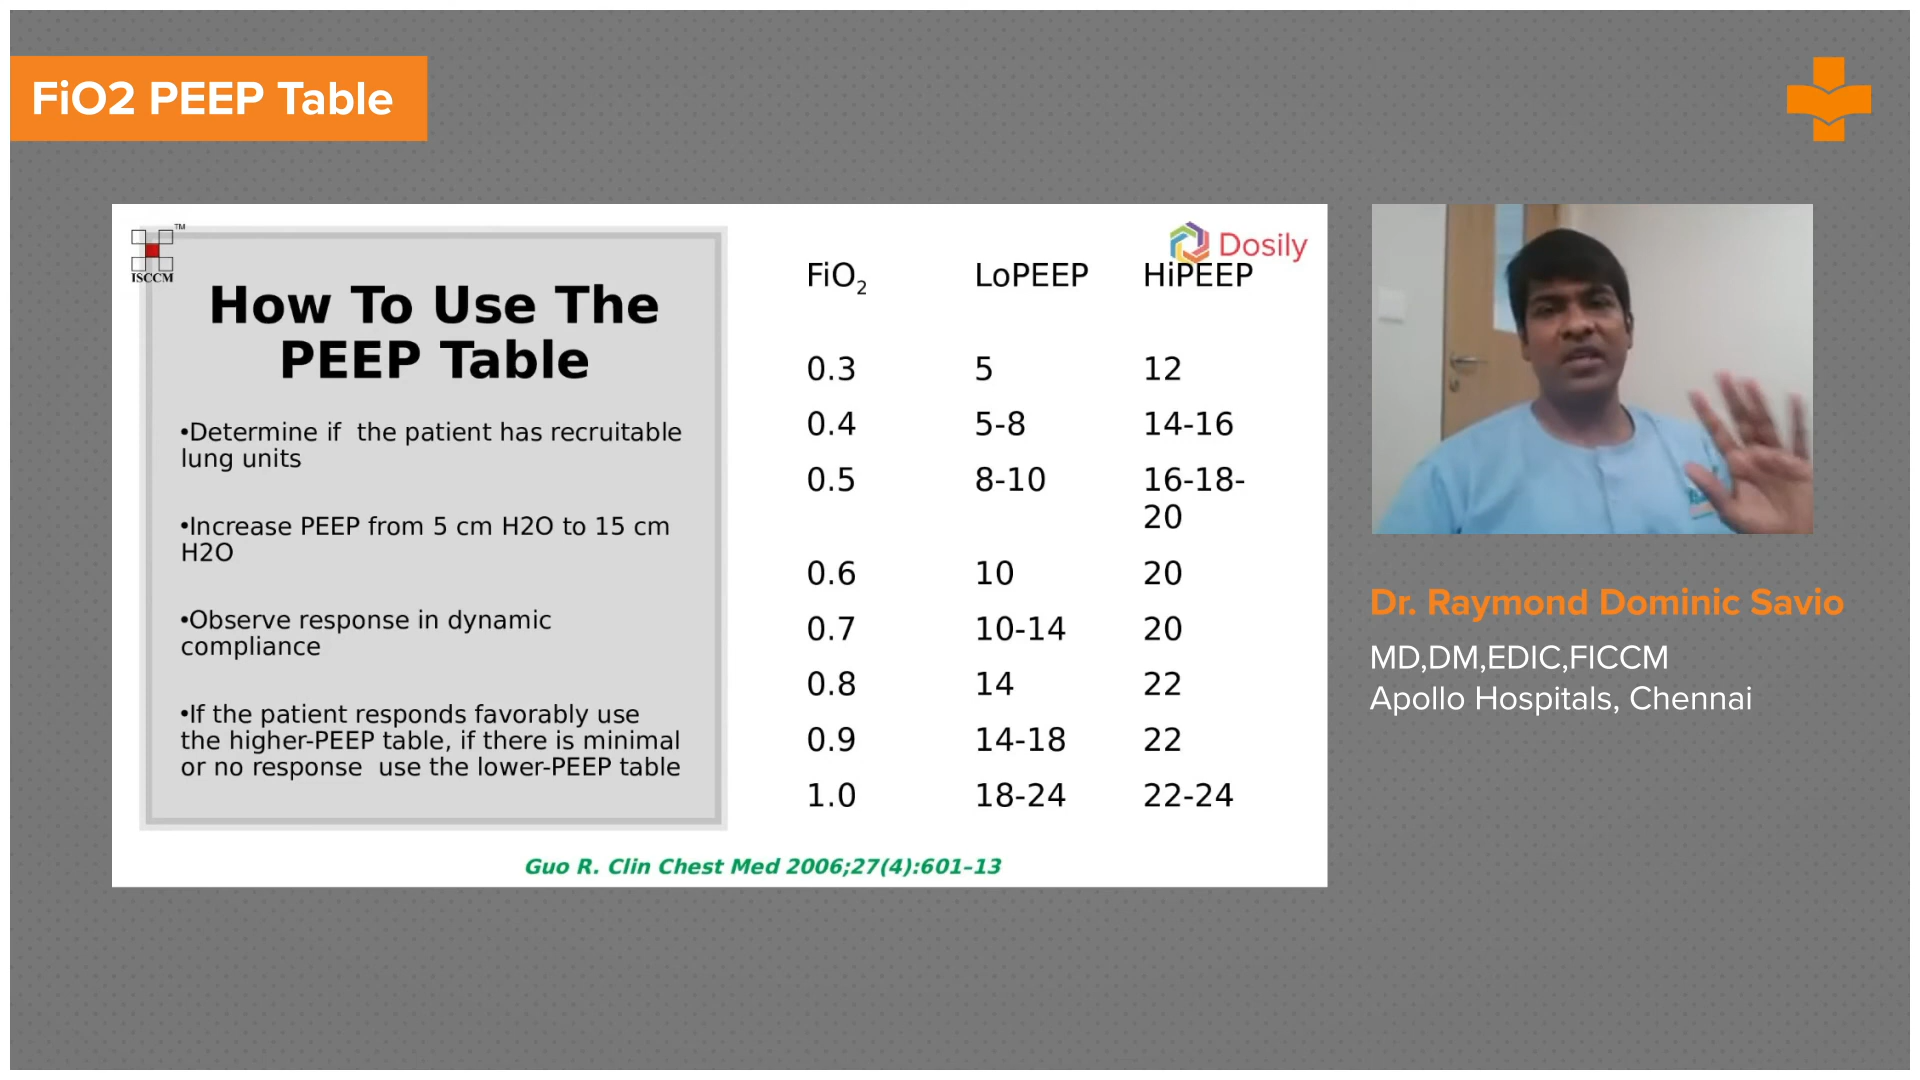 FiO2 PEEP Table
TM
ISCCM
How To Use The
PEEP Table
•Determine if  the patient has recruitable
lung units
•Increase PEEP from 5 cm H2O to 15 cm
H2O
•Observe response in dynamic
compliance
•If the patient responds favorably use
the higher-PEEP table, if there is minimal
or no response  use the lower-PEEP table
Dosily
FiO2 LoPEEP HiPEEP
0.3 5 12
0.4 5-8 14-16
0.5 8-10 16-18-
20
0.6 10 20
0.7 10-14 20
0.8 14 22
0.9 14-18 22
1.0 18-24 22-24
Guo R. Clin Chest Med 2006;27(4):601–13
Dr. Raymond Dominic Savio
MD,DM,EDIC,FICCM
Apollo Hospitals, Chennai